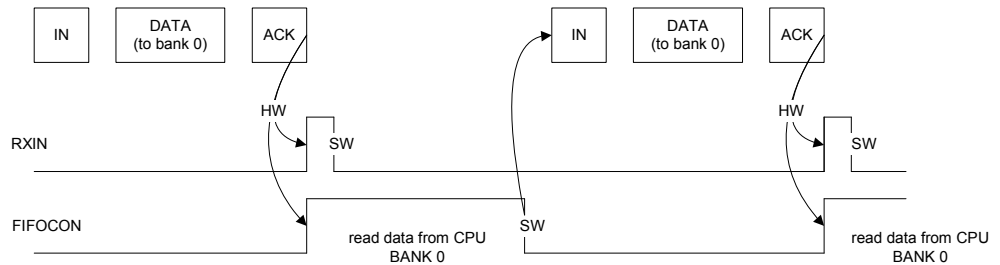 IN
DATA
(to bank 0)
ACK
IN
DATA
(to bank 0)
ACK
HW
HW
RXIN
SW
SW
FIFOCON
SW
read data from CPU
BANK 0
read data from CPU
BANK 0